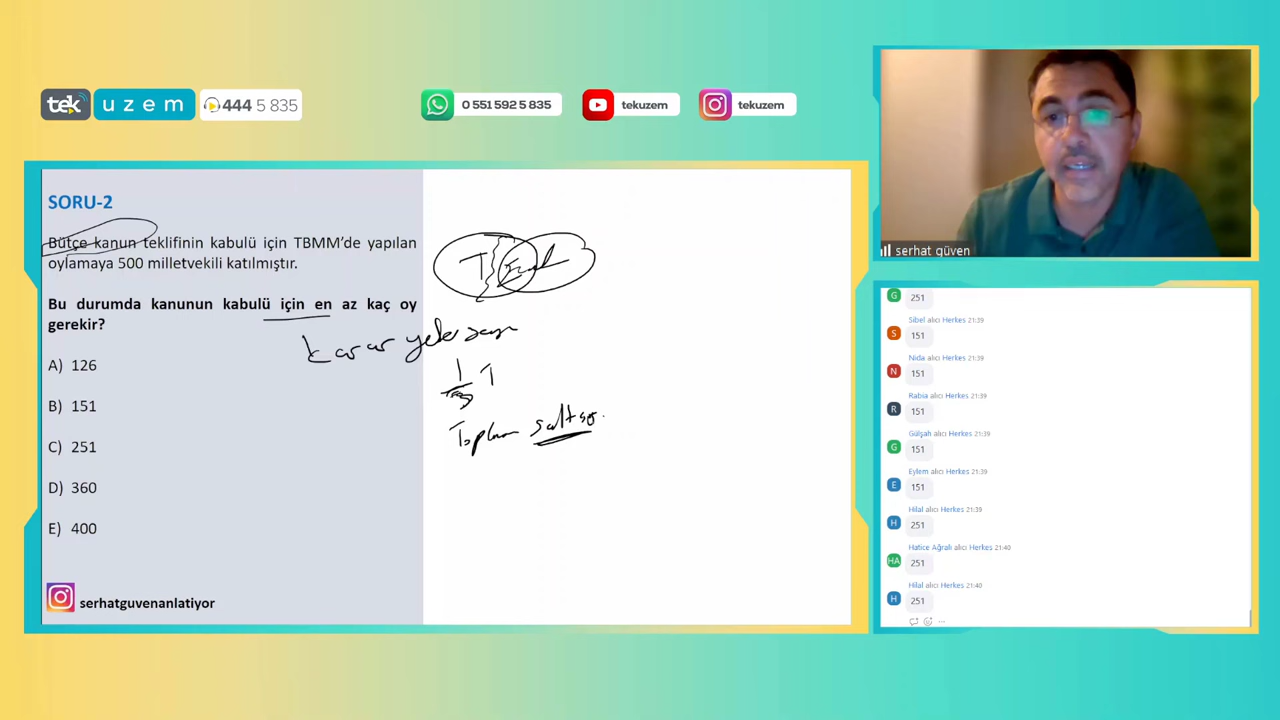 tek uzem 444 5 835
0 551 592 5 835
tekuzem
tekuzem
SORU-2
Bütçe kanun teklifinin kabulü için TBMM'de yapılan
oylamaya 500 milletvekili katılmıştır.
Bu durumda kanunun kabulü için en az kaç oy
gerekir?
A) 126
B) 151
C) 251
D) 360
E) 400
serhatguvenanlatiyor
T
karar yeter sayı
1 T
Toplam salt
serhat güven
G 251
Sibel alıcı Herkes 21:39
S 151
Nida alıcı Herkes 21:39
N 151
Rabia alıcı Herkes 21:39
R 151
Gülşah alıcı Herkes 21:39
G 151
Eylem alıcı Herkes 21:39
E 151
Hilal alıcı Herkes 21:39
H 251
Hatice Ağralı alıcı Herkes 21:40
HA 251
Hilal alıcı Herkes 21:40
H 251